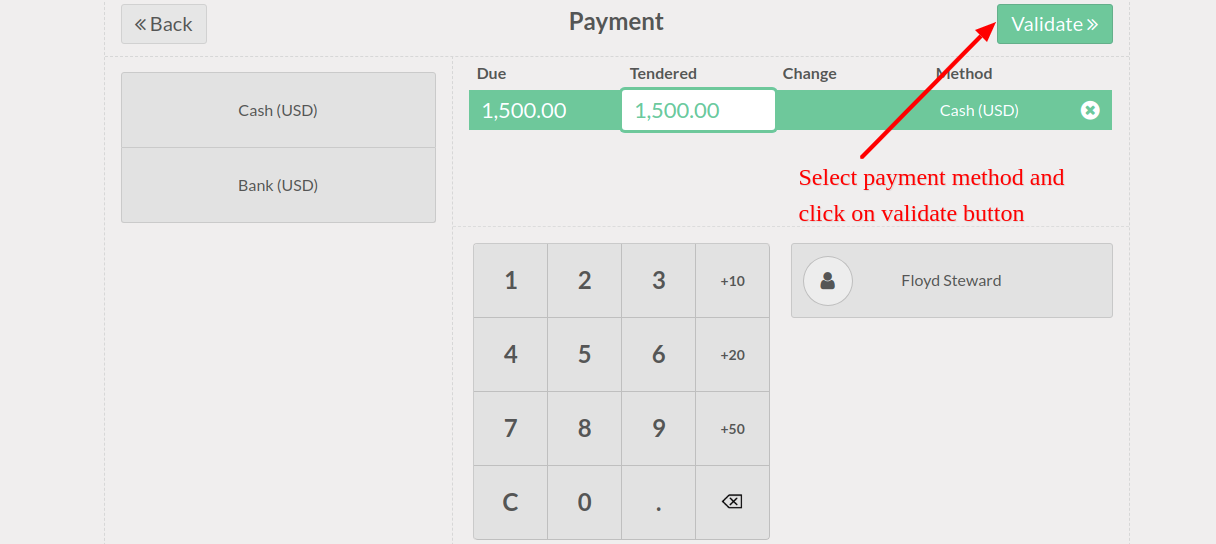 Back
Payment
Validate
Due Tendered Change Method
1,500.00 1,500.00 Cash (USD)
Cash (USD)
Bank (USD)
Select payment method and
click on validate button
1 2 3 +10
4 5 6 +20
7 8 9 +50
C 0 .
Floyd Steward